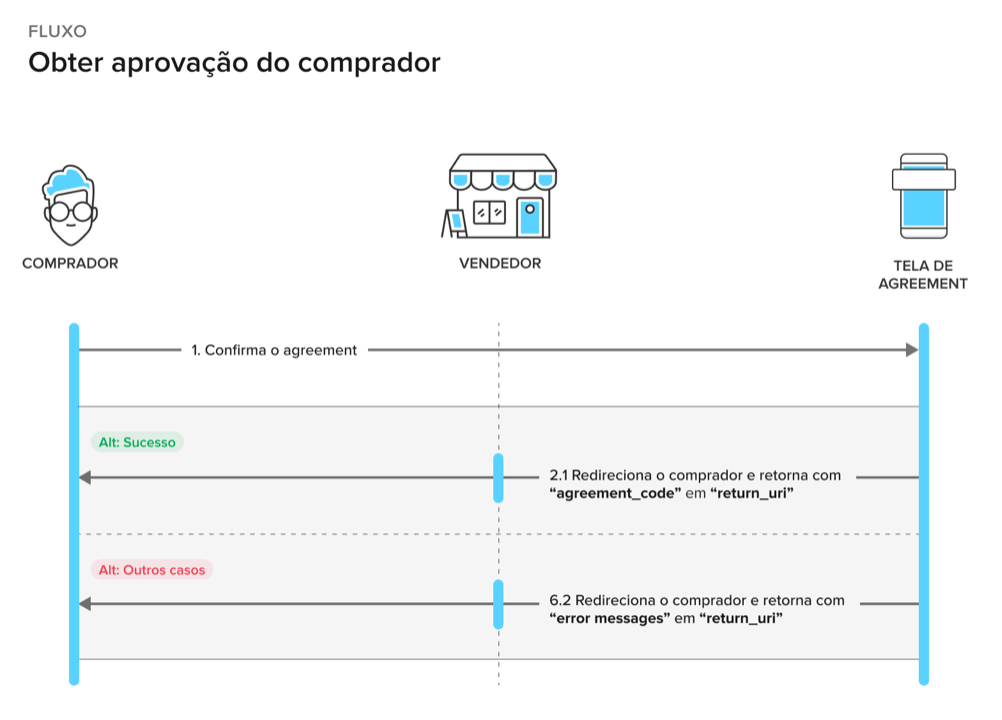 FLUXO
Obter aprovação do comprador
COMPRADOR
VENDEDOR
TELA DE
AGREEMENT
1. Confirma o agreement
Alt: Sucesso
2.1 Redireciona o comprador e retorna com
“agreement_code” em “return_uri”
Alt: Outros casos
6.2 Redireciona o comprador e retorna com
“error messages” em “return_uri”